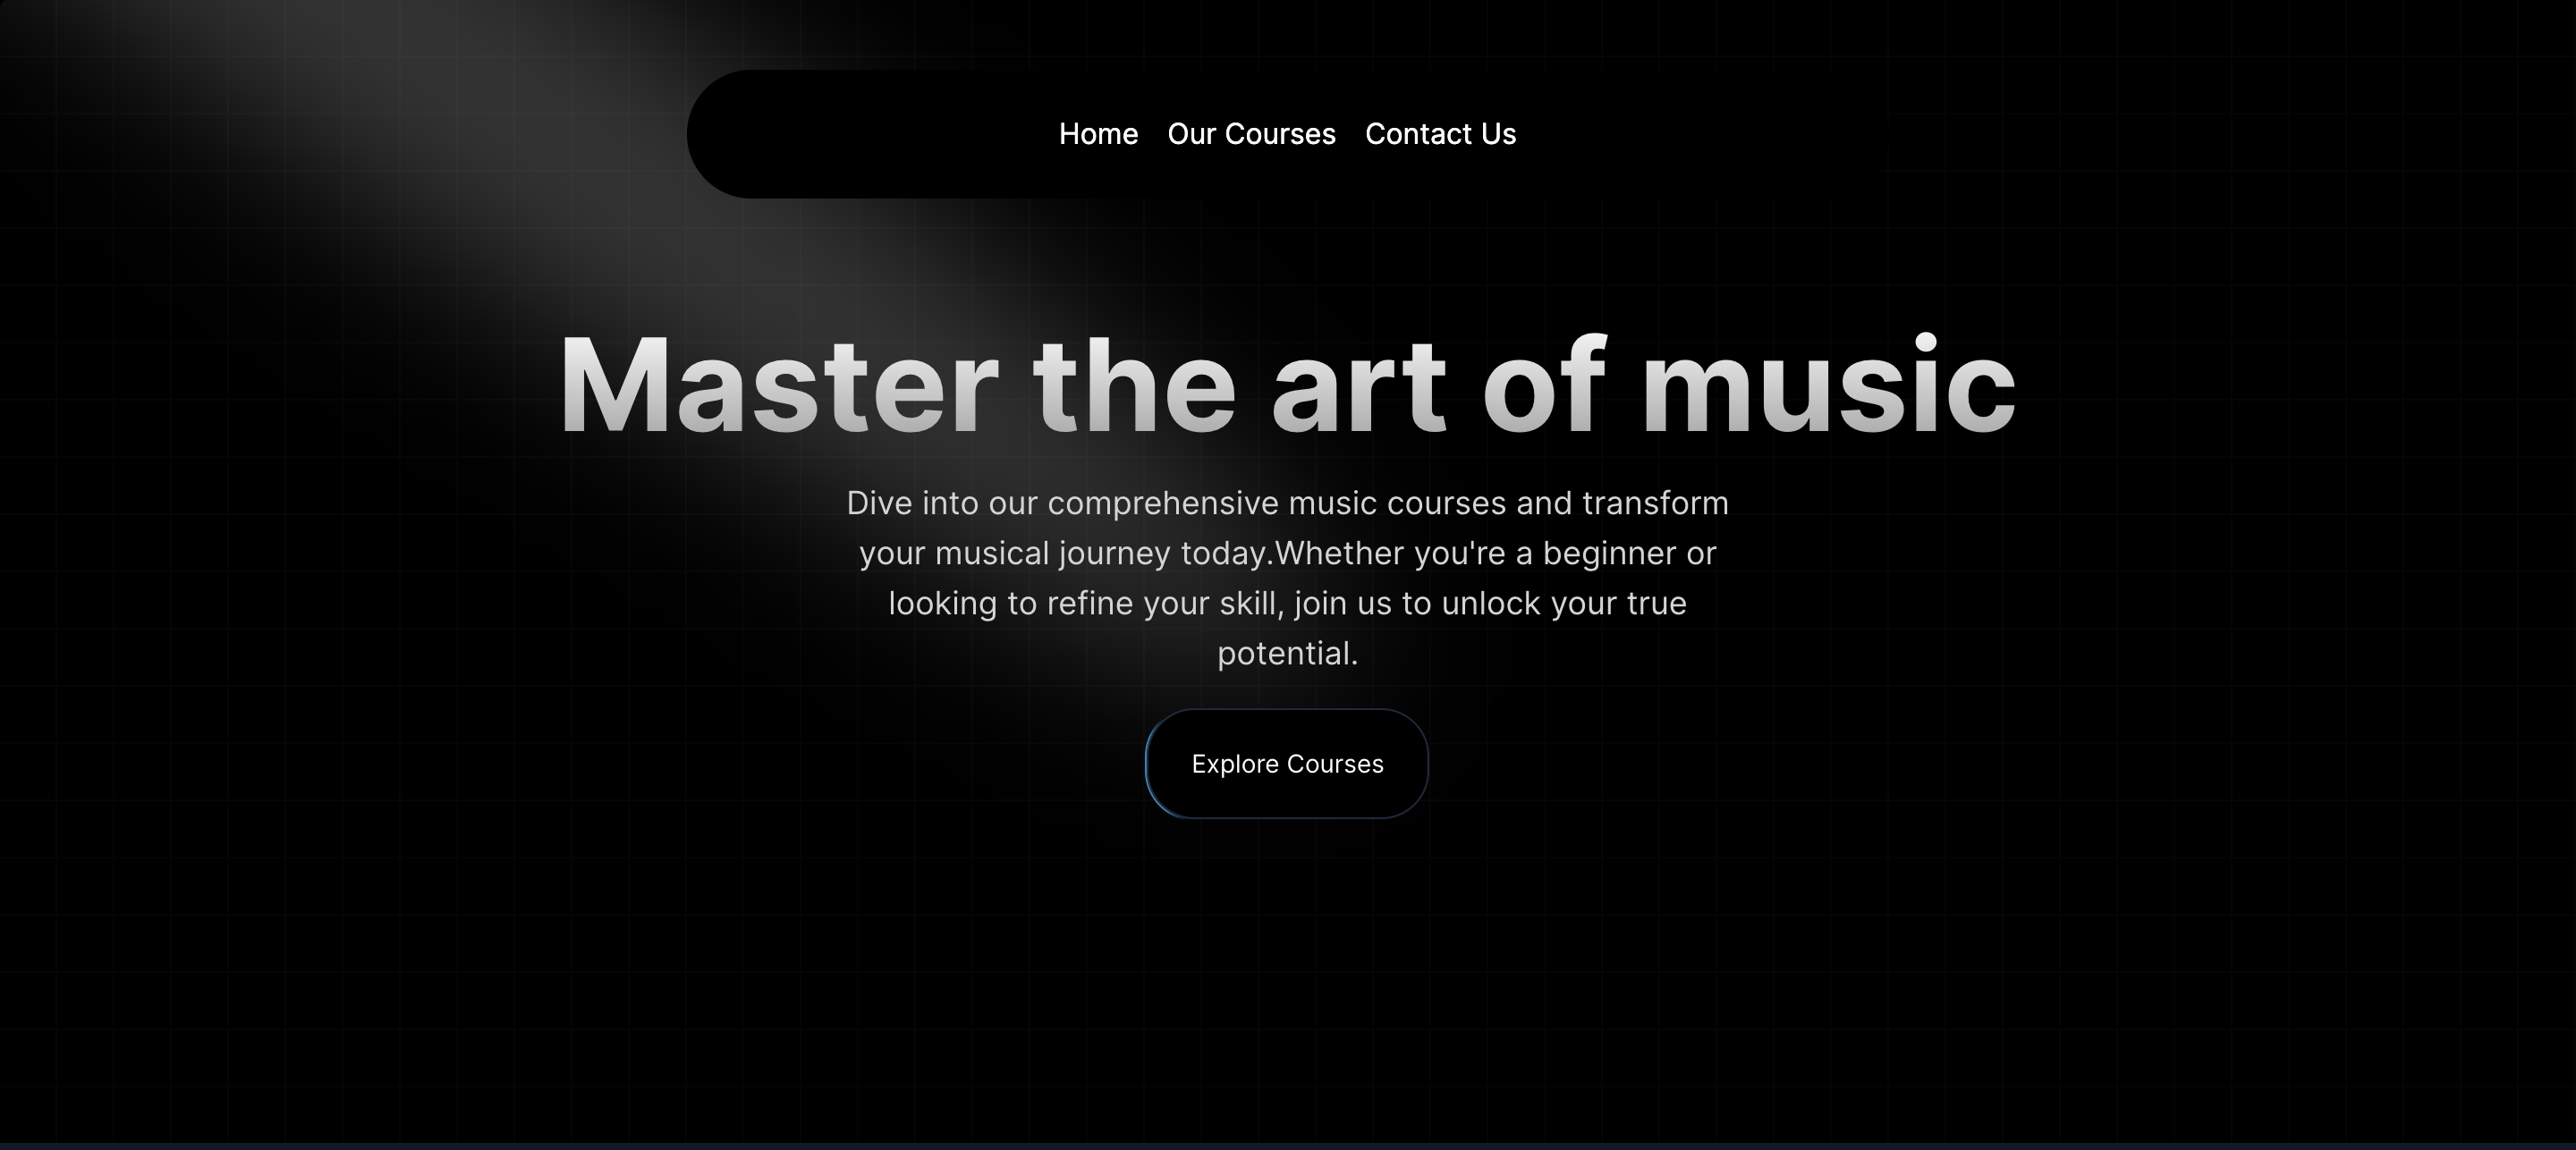 Home Our Courses Contact Us
Master the art of music
Dive into our comprehensive music courses and transform
your musical journey today.Whether you're a beginner or
looking to refine your skill, join us to unlock your true
potential.
Explore Courses